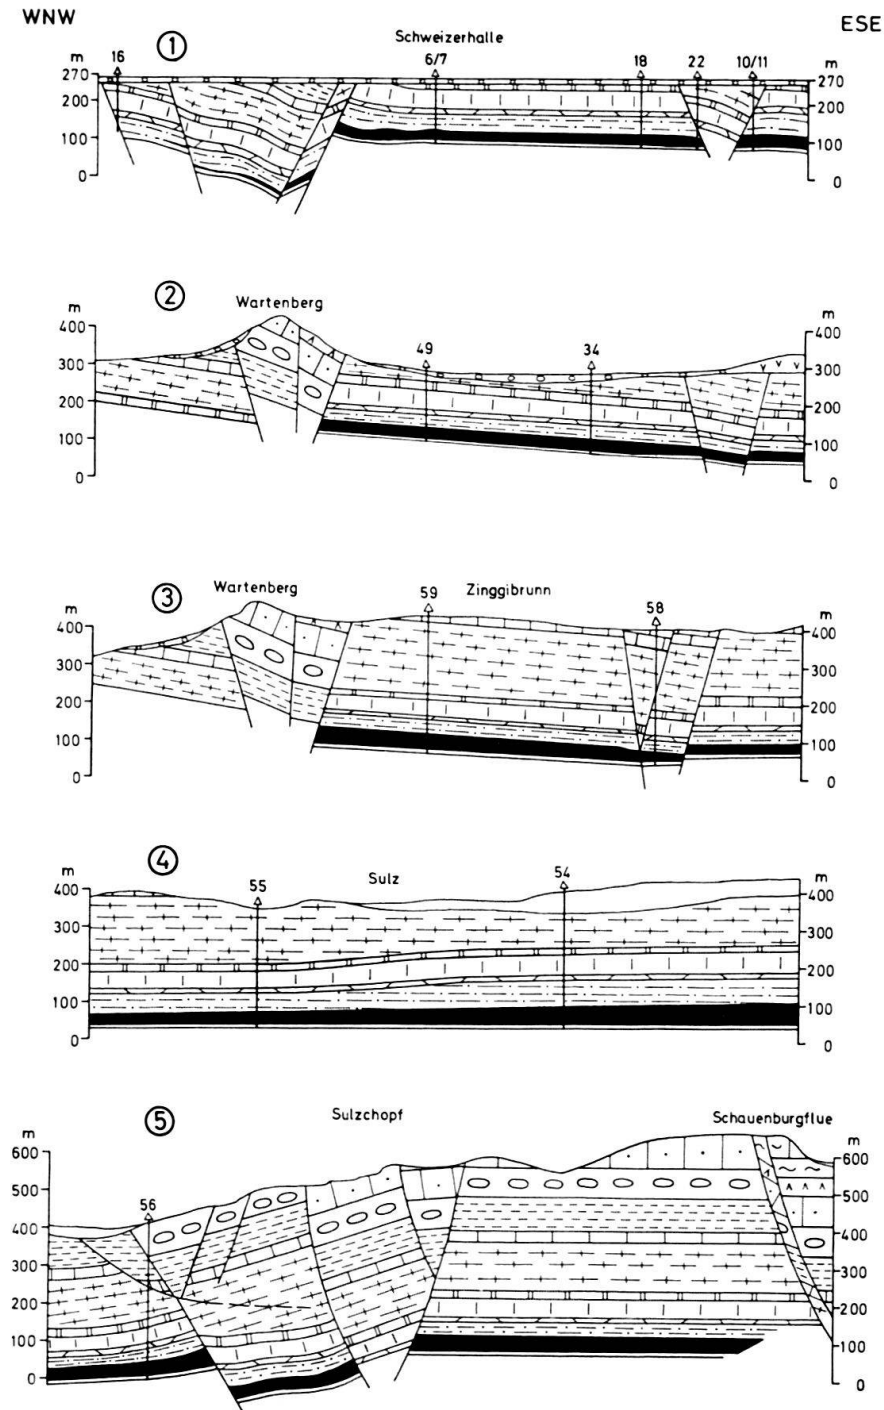 WNW ESE
① Schweizerhalle
m 16 6/7 18 22 10/11 m
270 270
200 200
100 100
0 0
② Wartenberg
m m
400 400
300 49 34 300
200 200
100 100
0 0
③ Wartenberg 59 Zinggibrunn 58
m m
400 400
300 300
200 200
100 100
0 0
④ 55 Sulz 54
m m
400 400
300 300
200 200
100 100
0 0
⑤ Sulzchopf Schauenburgflue
m m
600 600
500 500
400 56 400
300 300
200 200
100 100
0 0